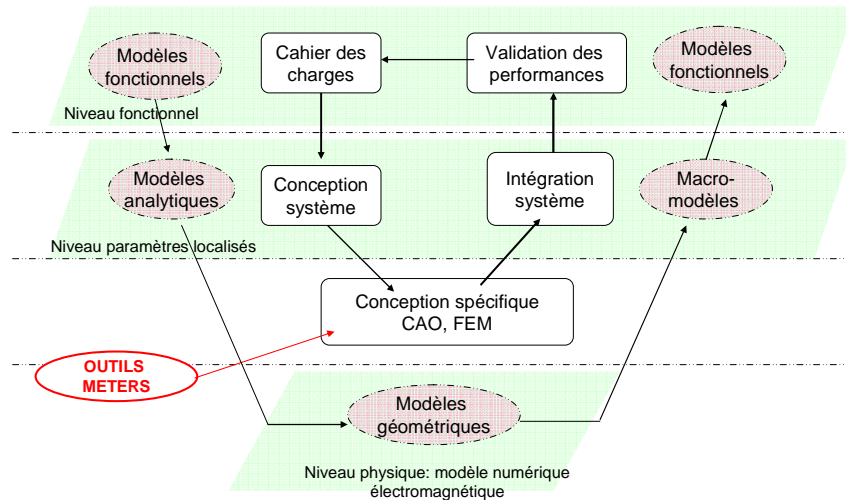 Modèles
fonctionnels
Cahier des
charges
Validation des
performances
Modèles
fonctionnels
Niveau fonctionnel
Modèles
analytiques
Conception
système
Intégration
système
Macro-
modèles
Niveau paramètres localisés
Conception spécifique
CAO, FEM
OUTILS
METERS
Modèles
géométriques
Niveau physique: modèle numérique
électromagnétique